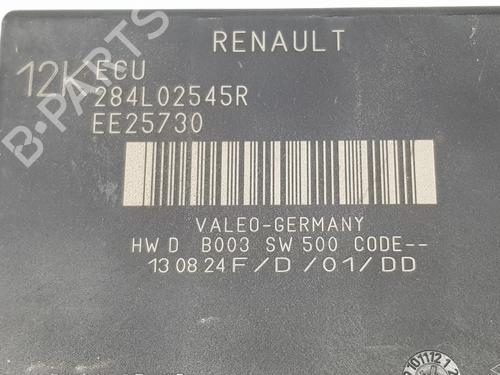 RENAULT
12K ECU
284L02545R
EE25730
VALEO-GERMANY
HW D B003 SW 500 CODE--
13 08 24 F/D/01/DD
B-PARTS